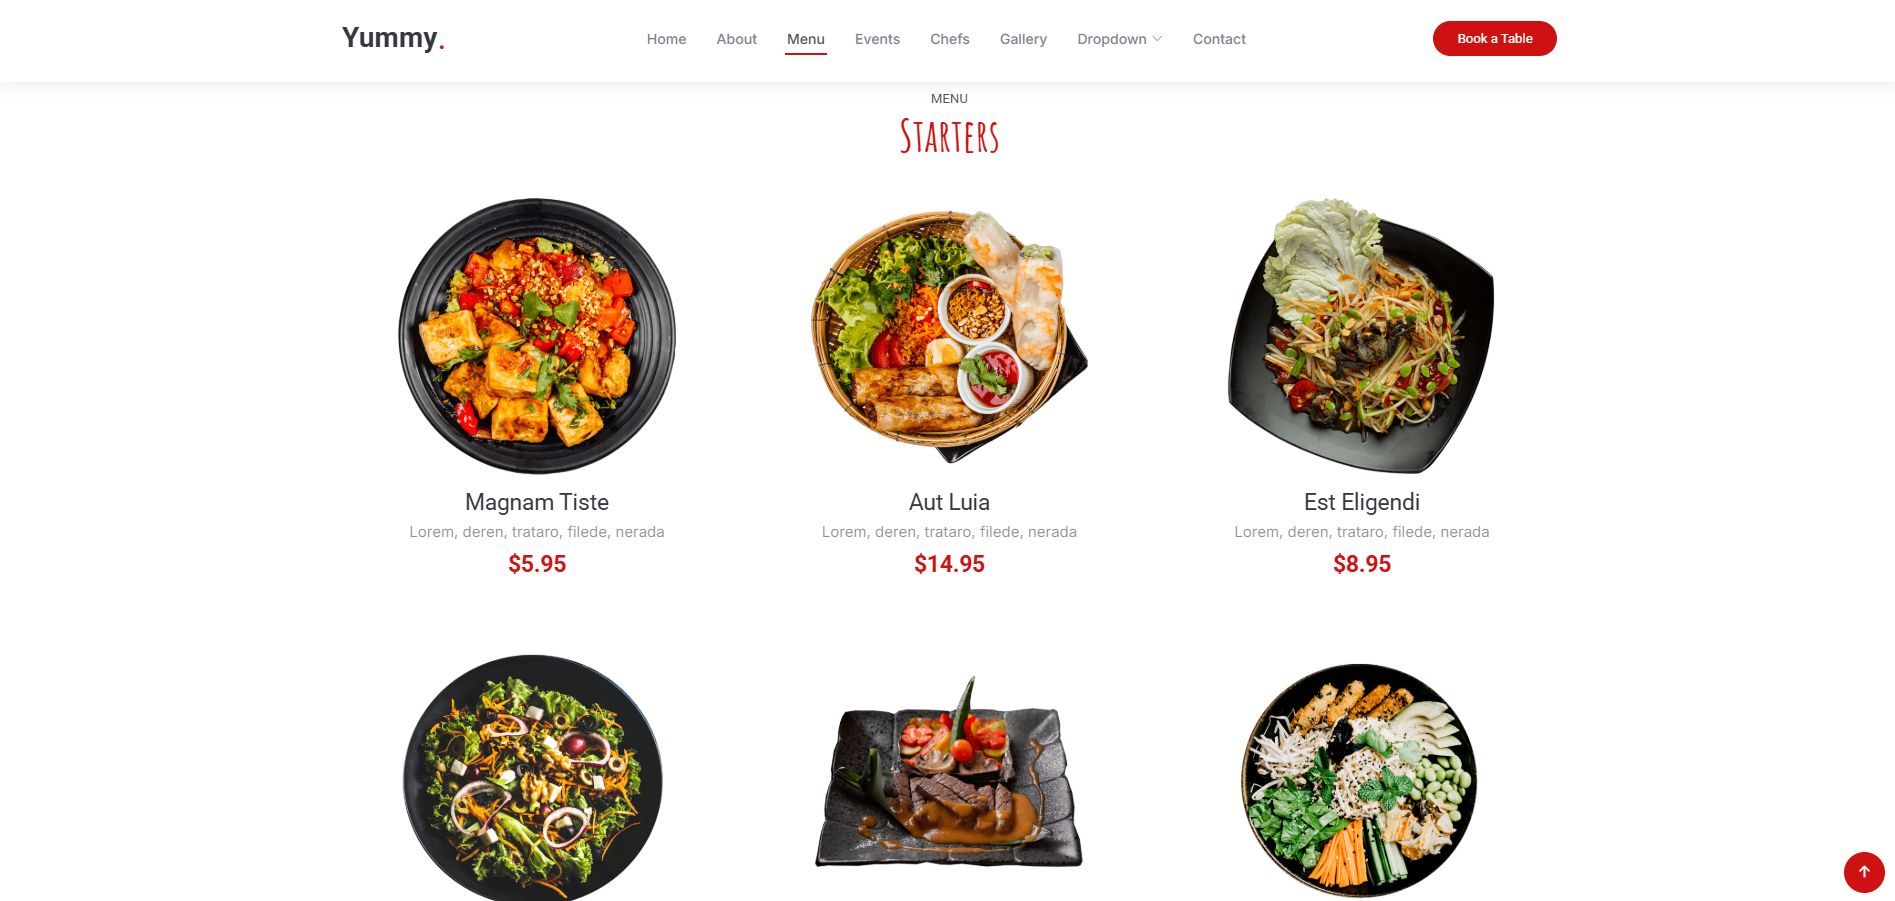 Yummy.
Home About Menu Events Chefs Gallery Dropdown Contact
Book a Table
MENU
Starters
Magnam Tiste
Lorem, deren, trataro, filede, nerada
$5.95
Aut Luia
Lorem, deren, trataro, filede, nerada
$14.95
Est Eligendi
Lorem, deren, trataro, filede, nerada
$8.95